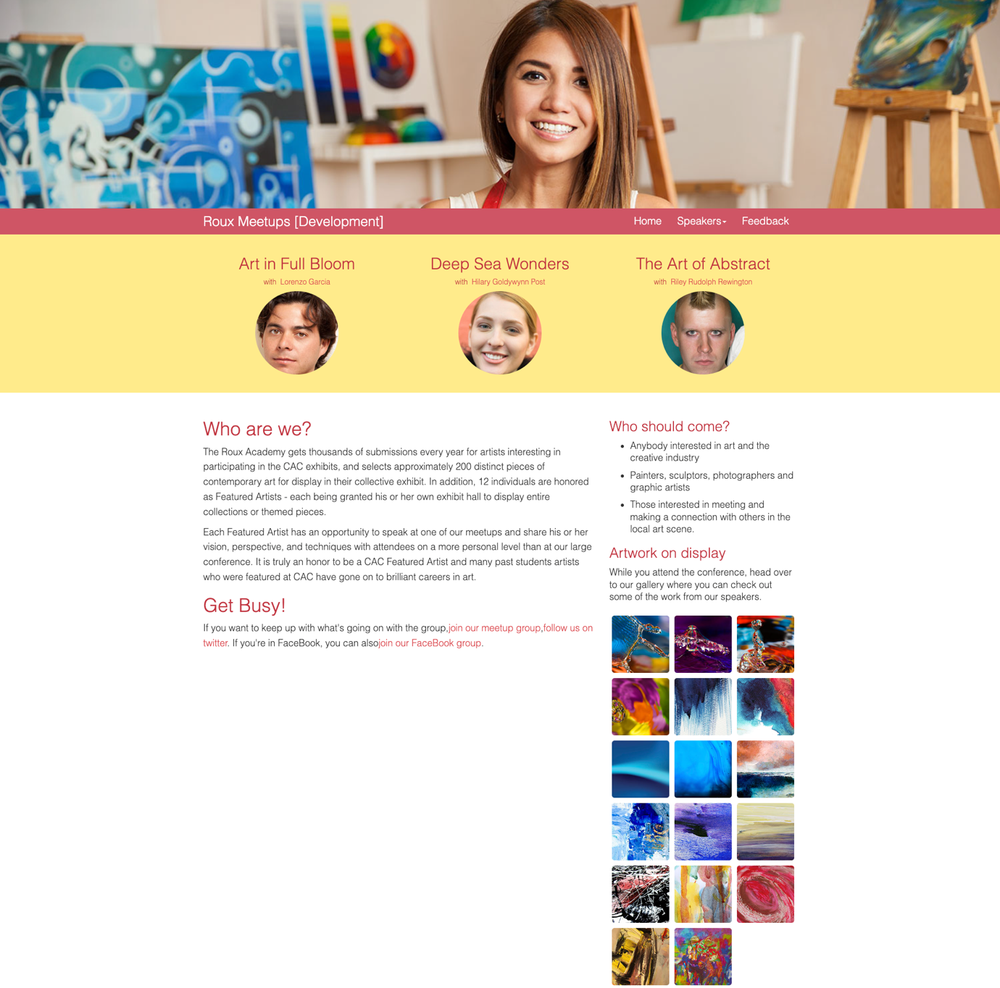 Roux Meetups [Development]
Home Speakers Feedback
Art in Full Bloom
with Lorenzo Garcia
Deep Sea Wonders
with Hilary Goldywynn Post
The Art of Abstract
with Riley Rudolph Rewington
Who are we?
The Roux Academy gets thousands of submissions every year for artists interesting in
participating in the CAC exhibits, and selects approximately 200 distinct pieces of
contemporary art for display in their collective exhibit. In addition, 12 individuals are honored
as Featured Artists - each being granted his or her own exhibit hall to display entire
collections or themed pieces.
Each Featured Artist has an opportunity to speak at one of our meetups and share his or her
vision, perspective, and techniques with attendees on a more personal level than at our large
conference. It is truly an honor to be a CAC Featured Artist and many past students artists
who were featured at CAC have gone on to brilliant careers in art.
Get Busy!
If you want to keep up with what's going on with the group,join our meetup group,follow us on
twitter. If you're in FaceBook, you can alsojoin our FaceBook group.
Who should come?
• Anybody interested in art and the
creative industry
• Painters, sculptors, photographers and
graphic artists
• Those interested in meeting and
making a connection with others in the
local art scene.
Artwork on display
While you attend the conference, head over
to our gallery where you can check out
some of the work from our speakers.